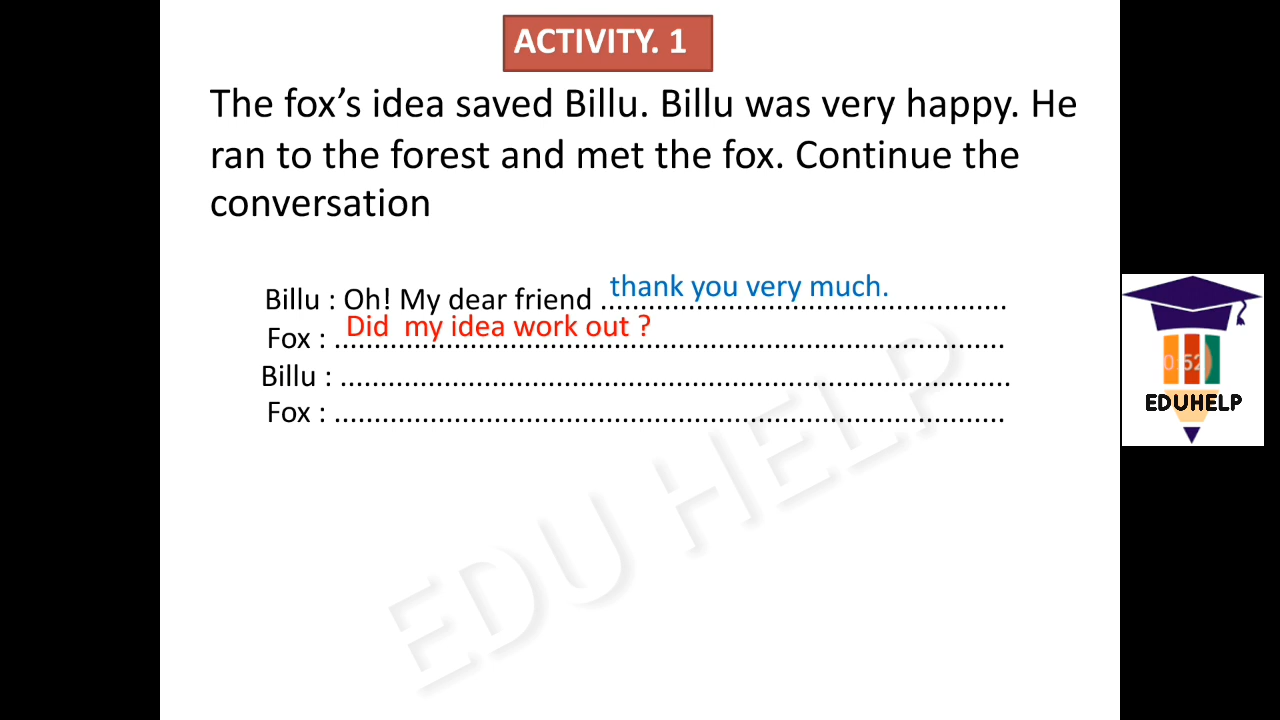 ACTIVITY. 1
The fox’s idea saved Billu. Billu was very happy. He
ran to the forest and met the fox. Continue the
conversation
Billu : Oh! My dear friend ................................................... thank you very much.
Fox : .................................................................................... Did my idea work out ?
Billu : ....................................................................................
Fox : ....................................................................................
EDU HELP
0.52
EDUHELP